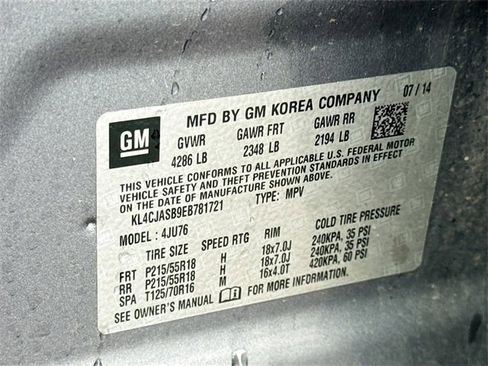 MFD BY GM KOREA COMPANY 07/14
GM GVWR GAWR FRT GAWR RR
4286 LB 2348 LB 2194 LB
THIS VEHICLE CONFORMS TO ALL APPLICABLE U.S. FEDERAL MOTOR
VEHICLE SAFETY AND THEFT PREVENTION STANDARDS IN EFFECT ON
THE DATE OF MANUFACTURE SHOWN ABOVE.
KL4CJASB9EB781721 TYPE: MPV
MODEL: 4JU76
TIRE SIZE SPEED RTG RIM COLD TIRE PRESSURE
FRT P215/55R18 H 18x7.0J 240KPA, 35 PSI
RR P215/55R18 H 18x7.0J 240KPA, 35 PSI
SPA T125/70R16 M 16x4.0T 420KPA, 60 PSI
SEE OWNER'S MANUAL FOR MORE INFORMATION.